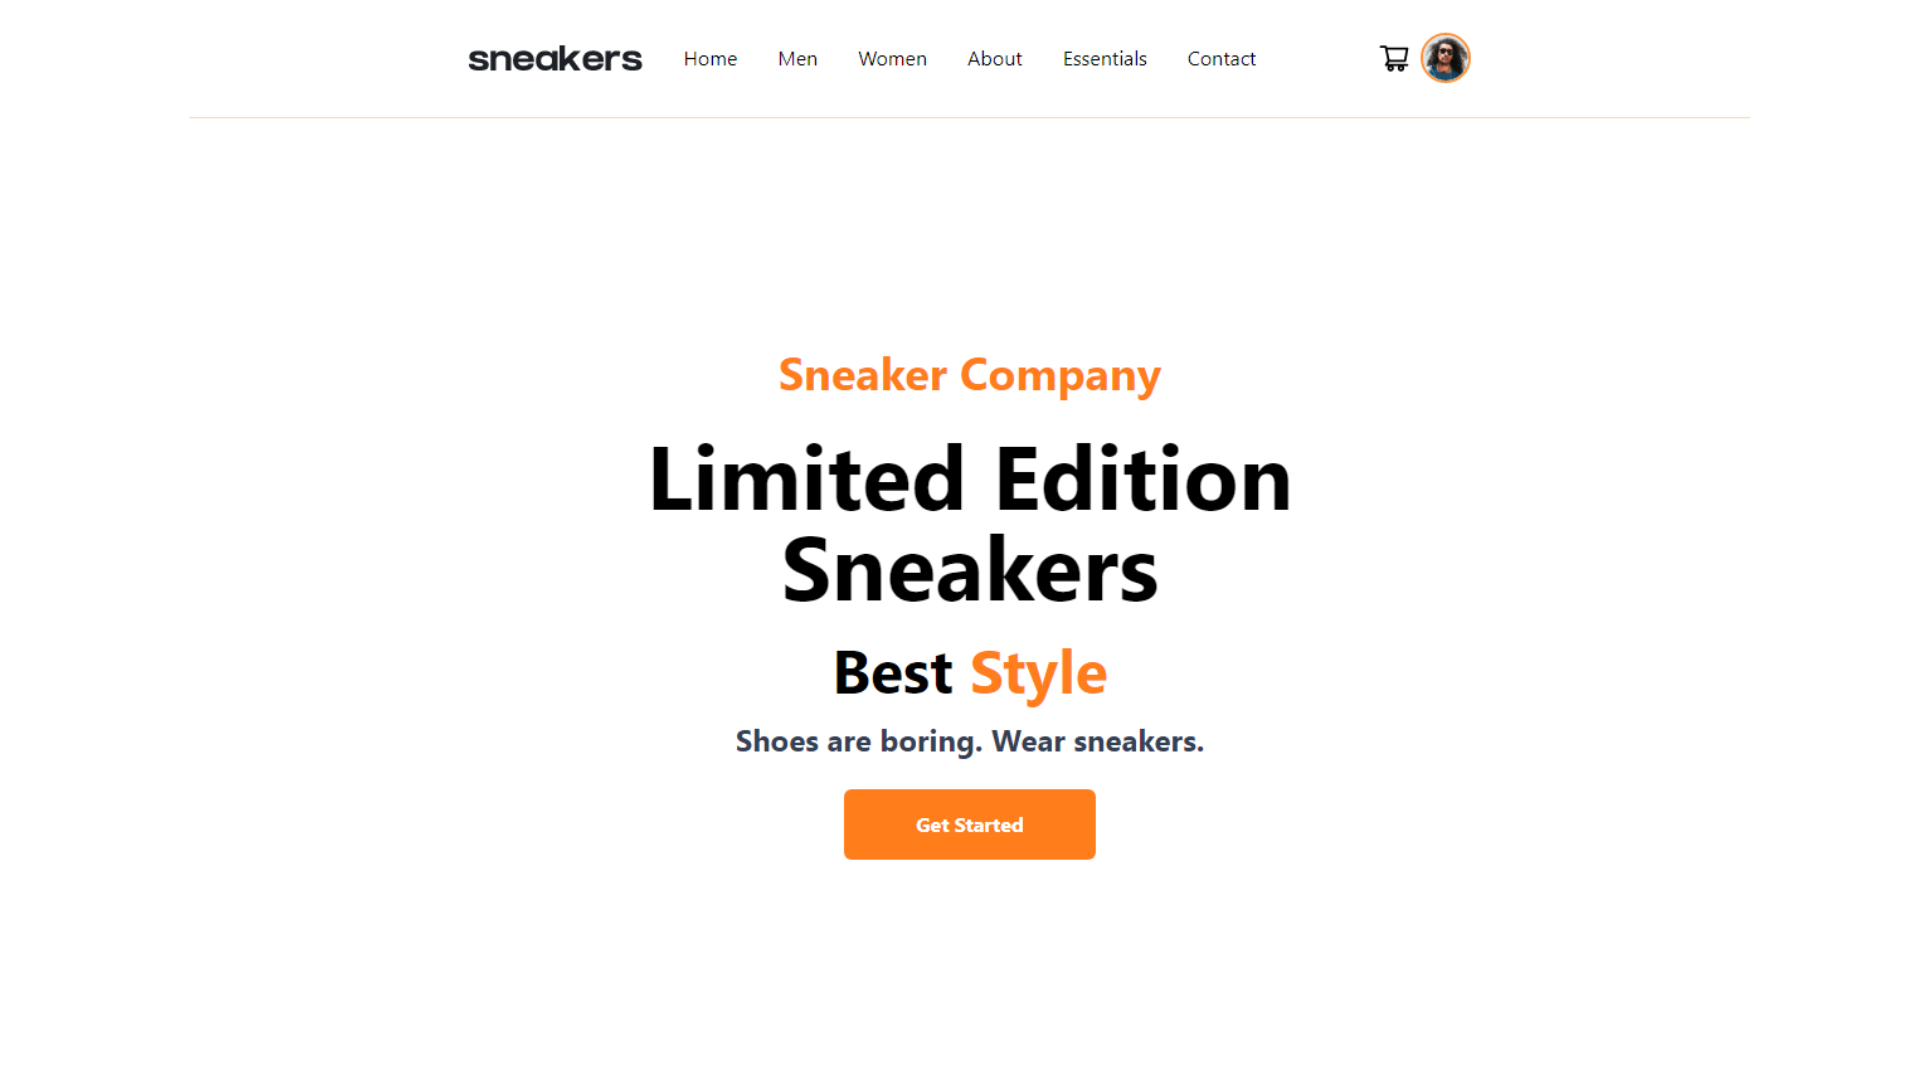 sneakers Home Men Women About Essentials Contact
Sneaker Company
Limited Edition
Sneakers
Best Style
Shoes are boring. Wear sneakers.
Get Started